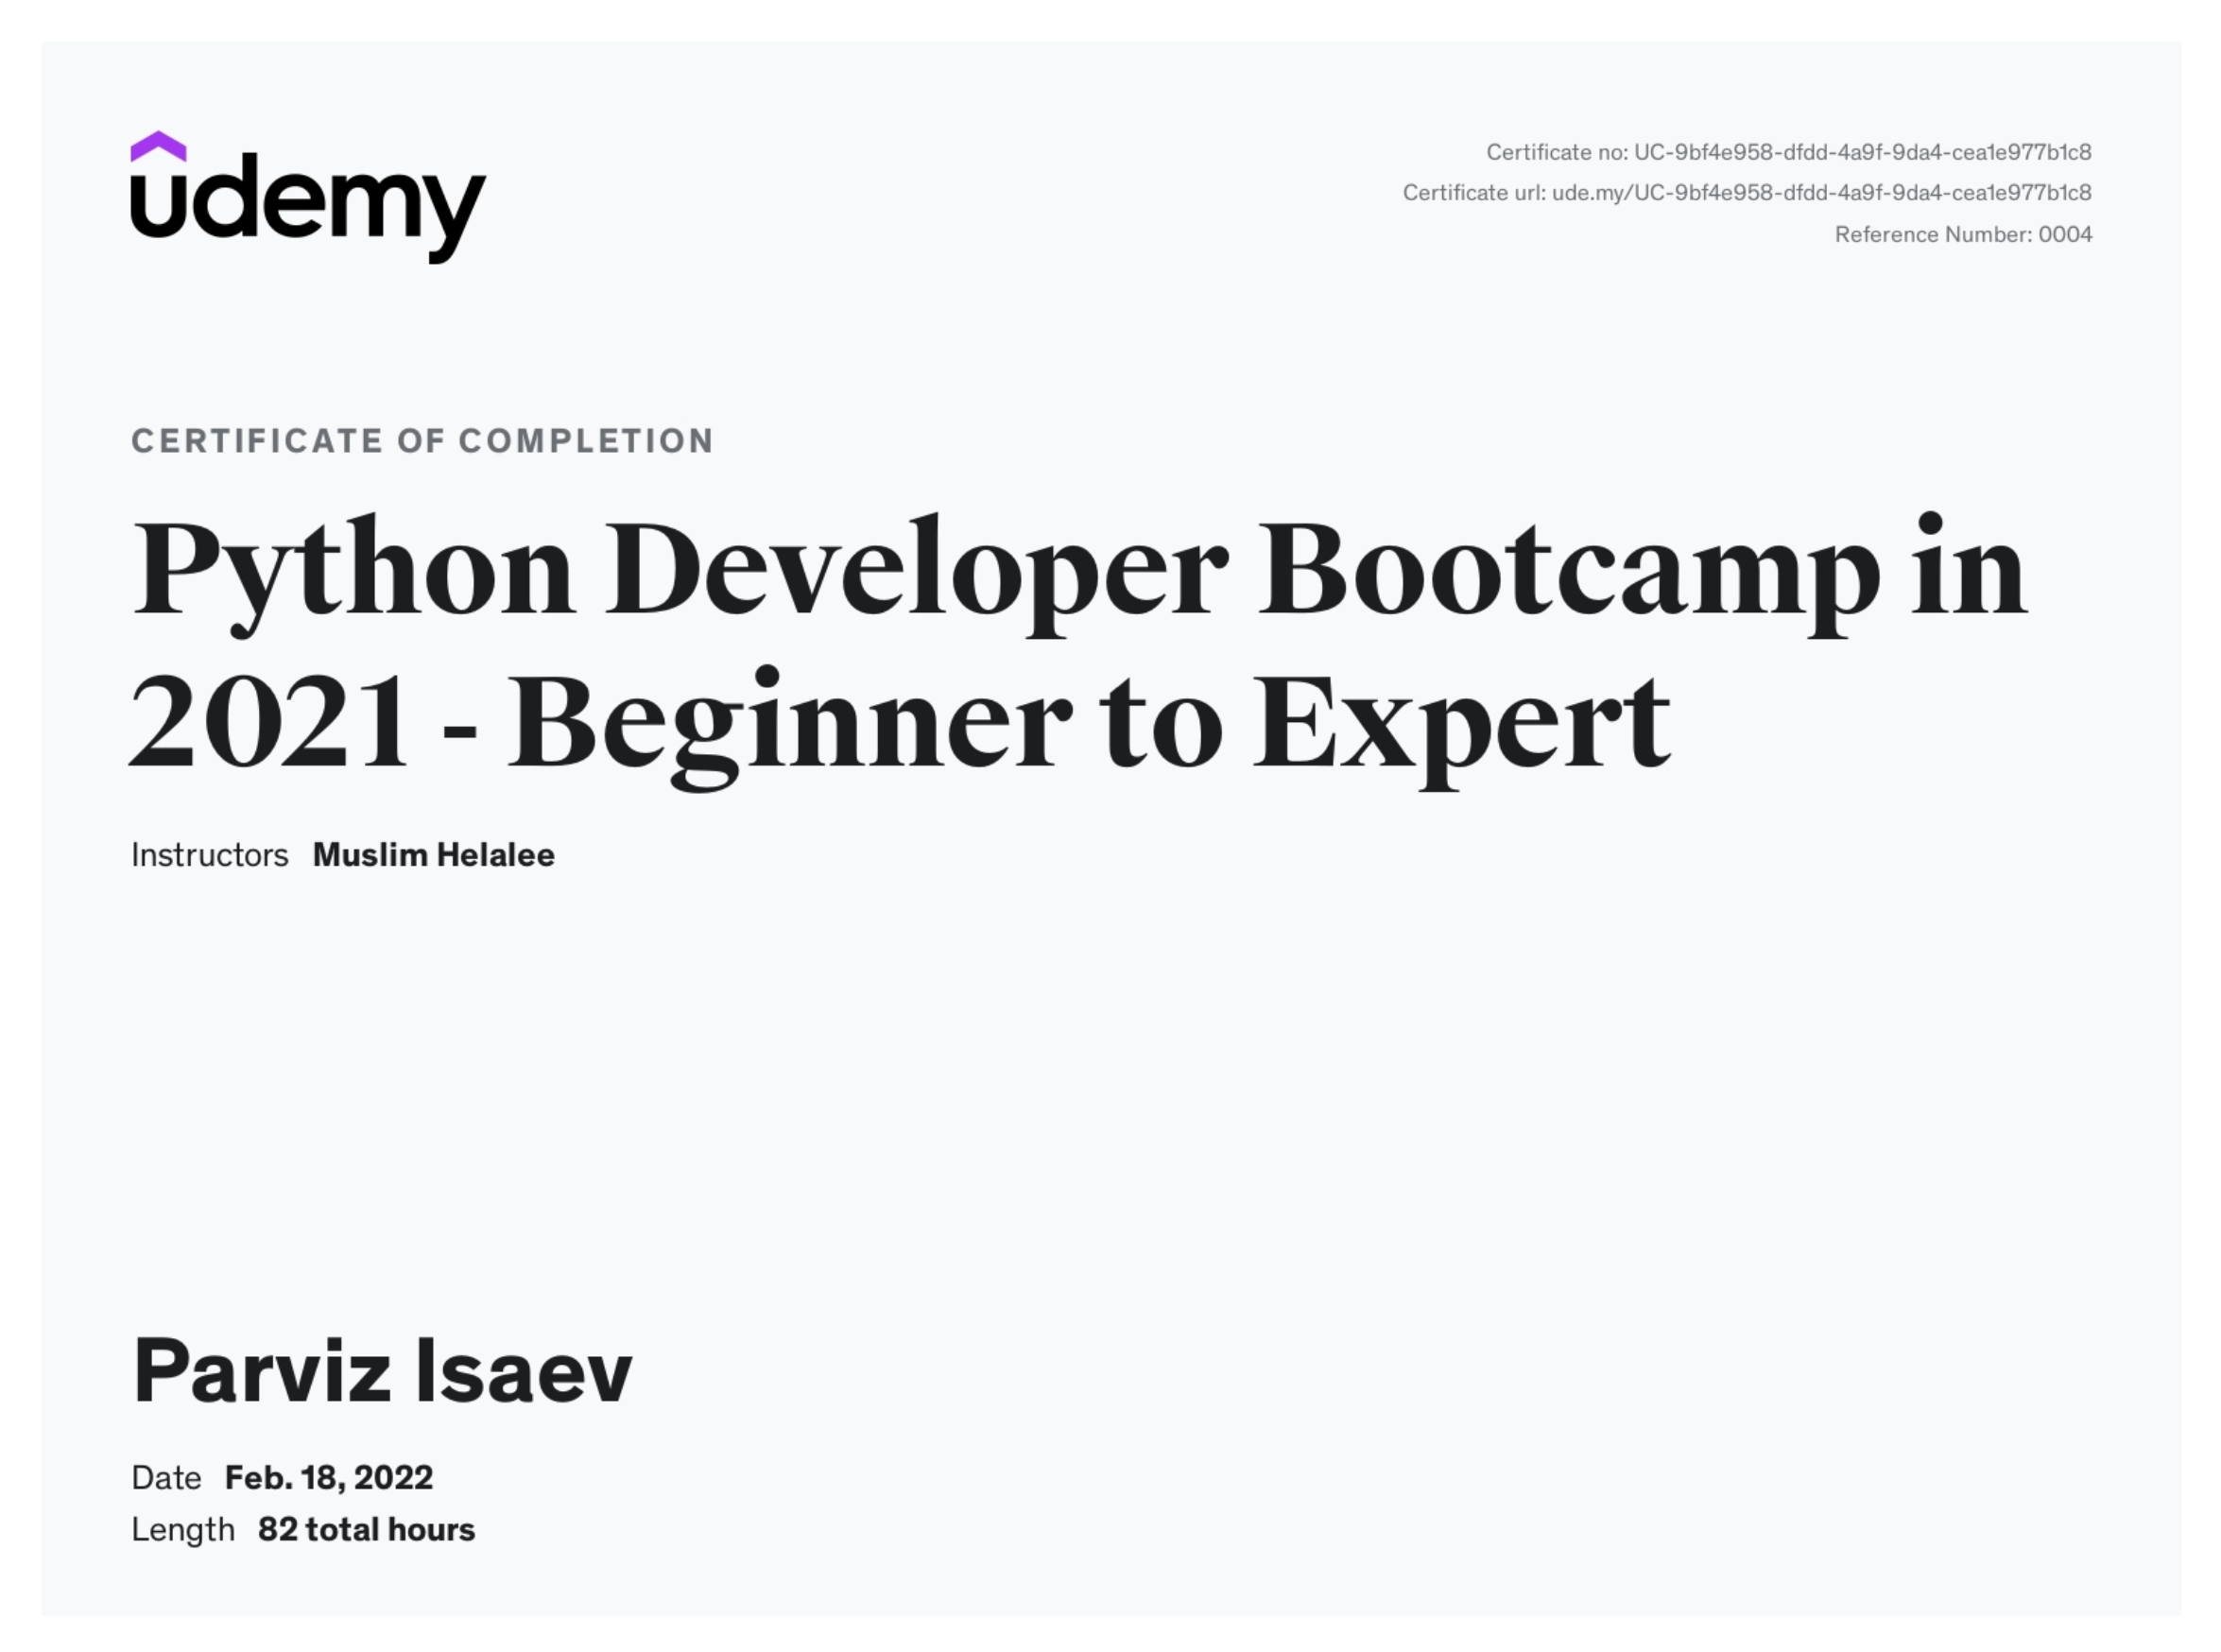 udemy
Certificate no: UC-9bf4e958-dfdd-4a9f-9da4-cea1e977b1c8
Certificate url: ude.my/UC-9bf4e958-dfdd-4a9f-9da4-cea1e977b1c8
Reference Number: 0004
CERTIFICATE OF COMPLETION
Python Developer Bootcamp in
2021 - Beginner to Expert
Instructors Muslim Helalee
Parviz Isaev
Date Feb. 18, 2022
Length 82 total hours